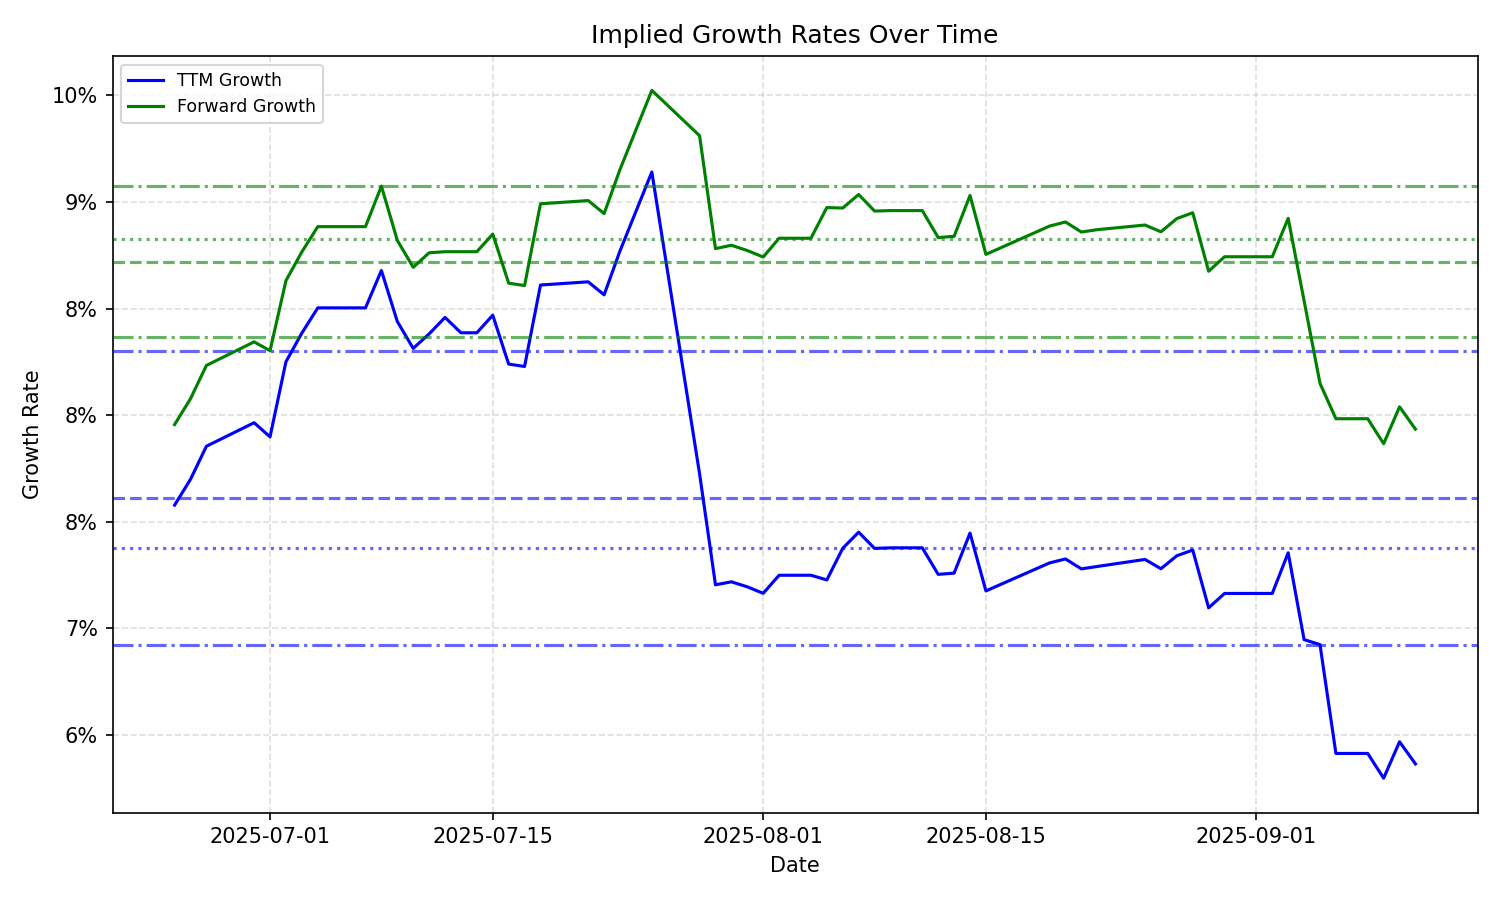 Implied Growth Rates Over Time
TTM Growth
Forward Growth
10%
9%
8%
8%
8%
7%
6%
Growth Rate
2025-07-01
2025-07-15
2025-08-01
2025-08-15
2025-09-01
Date